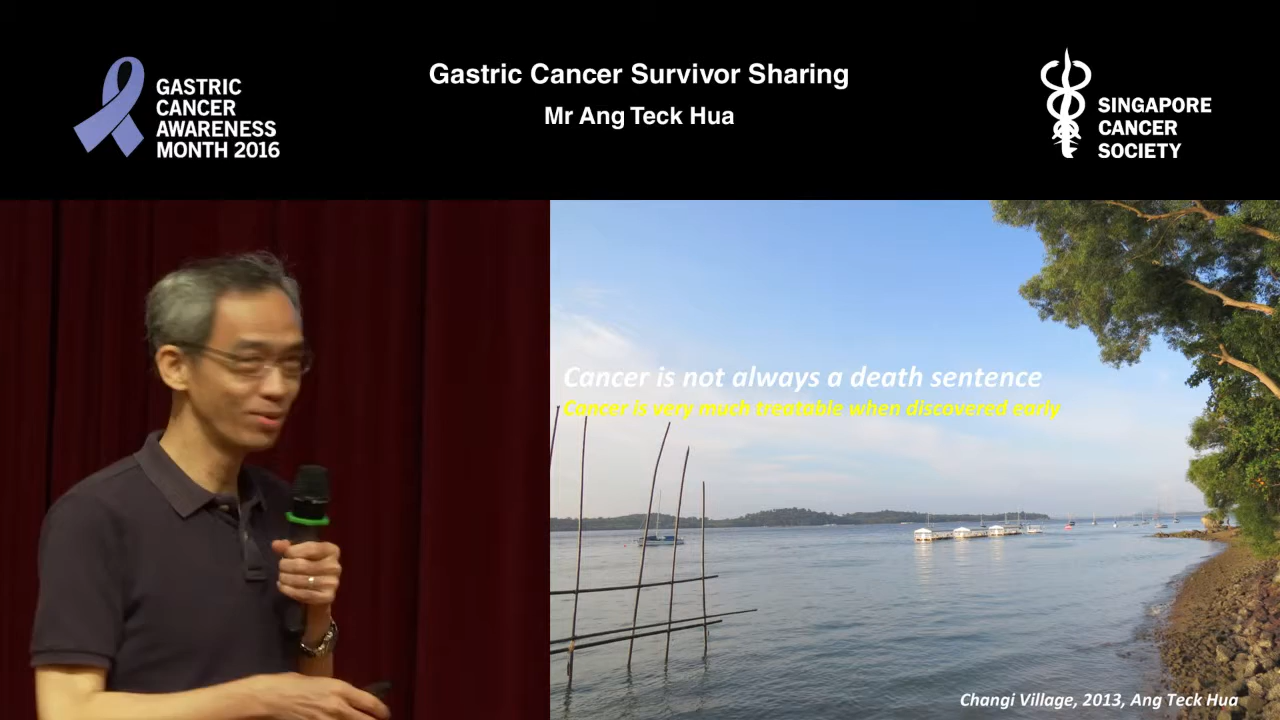 GASTRIC
CANCER
AWARENESS
MONTH 2016
Gastric Cancer Survivor Sharing
Mr Ang Teck Hua
SINGAPORE
CANCER
SOCIETY
Cancer is not always a death sentence
Cancer is very much treatable when discovered early
Changi Village, 2013, Ang Teck Hua